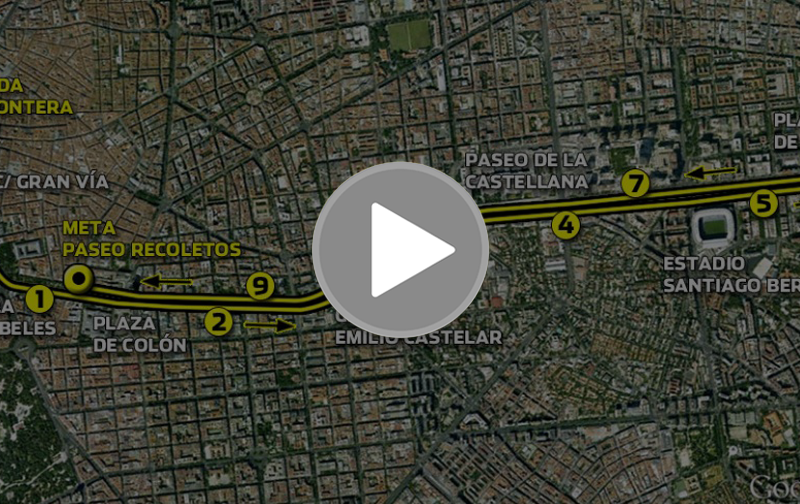 DA
ONTERA
C/ GRAN VÍA
META
PASEO RECOLETOS
1
9
2
PLAZA
DE COLÓN
A
BELES
EMILIO CASTELAR
PASEO DE LA
CASTELLANA
7
4
5
PLA
DE
ESTADIO
SANTIAGO BER
Goo